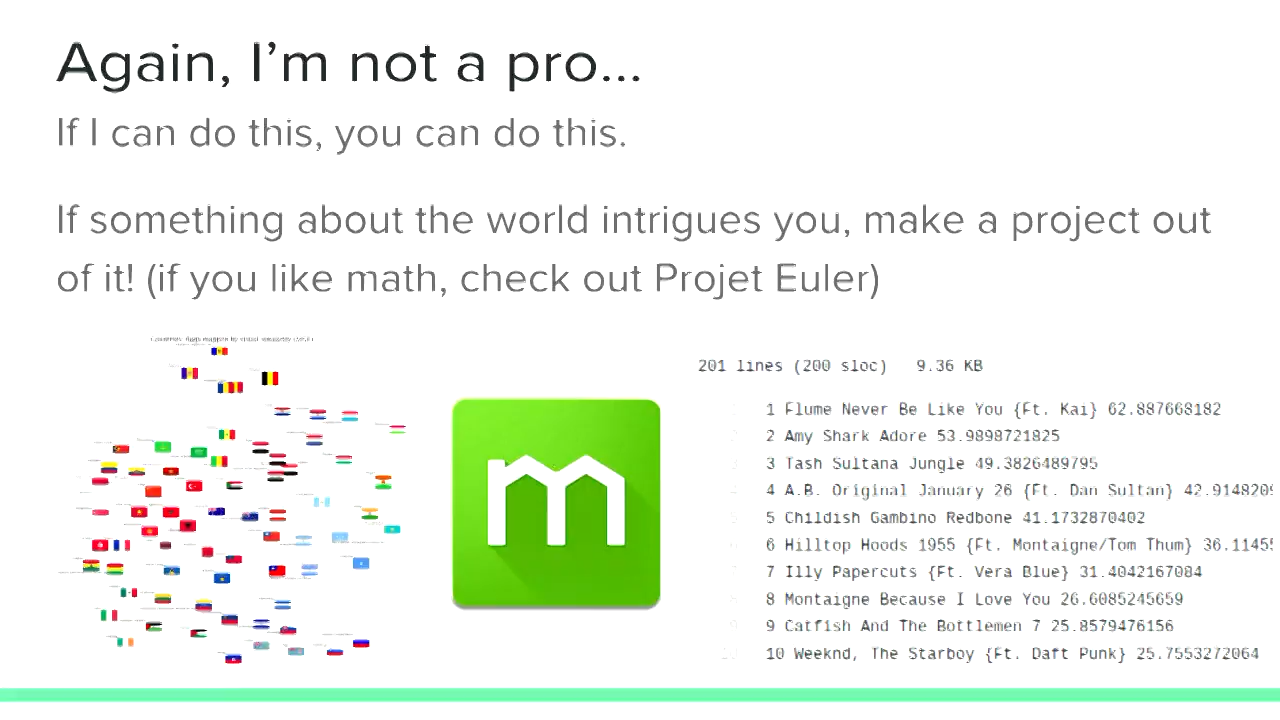 Again, I'm not a pro...
If I can do this, you can do this.
If something about the world intrigues you, make a project out
of it! (if you like math, check out Projet Euler)
m
201 lines (200 sloc) 9.36 KB
1 Flume Never Be Like You {Ft. Kai} 62.887668182
2 Amy Shark Adore 53.9898721825
3 Tash Sultana Jungle 49.3826489795
4 A.B. Original January 26 {Ft. Dan Sultan} 42.914820
5 Childish Gambino Redbone 41.1732870402
6 Hilltop Hoods 1955 {Ft. Montaigne/Tom Thum} 36.1145
7 Illy Papercuts {Ft. Vera Blue} 31.4042167084
8 Montaigne Because I Love You 26.6085245659
9 Catfish And The Bottlemen 7 25.8579476156
10 Weeknd, The Starboy {Ft. Daft Punk} 25.7553272064